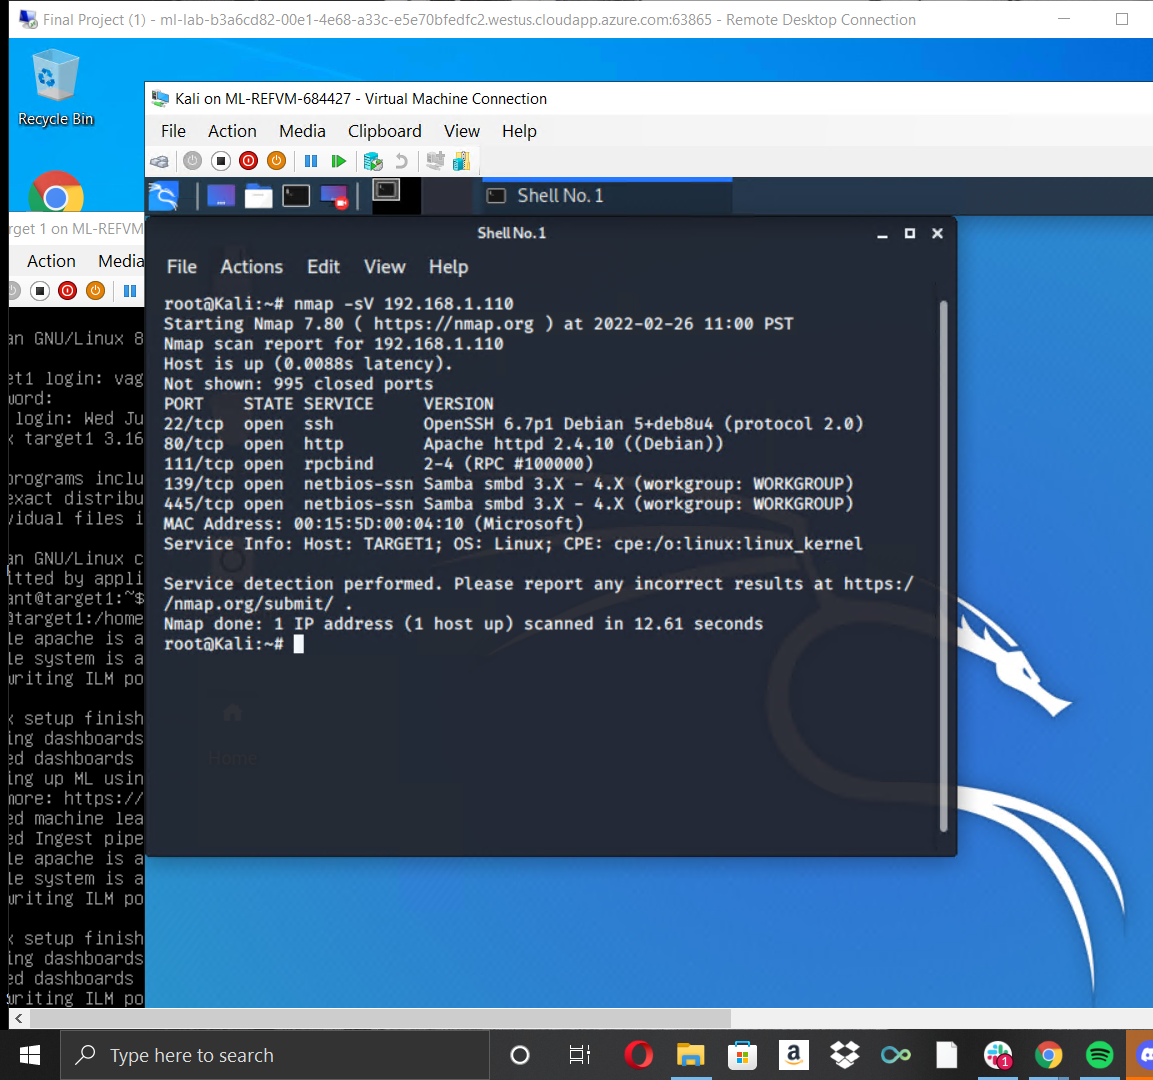 Final Project (1) - ml-lab-b3a6cd82-00e1-4e68-a33c-e5e70bfedfc2.westus.cloudapp.azure.com:63865 - Remote Desktop Connection
Recycle Bin
Kali on ML-REFVM-684427 - Virtual Machine Connection
File Action Media Clipboard View Help
Shell No. 1
rget 1 on ML-REFVM
Action Media
Shell No. 1
File Actions Edit View Help
root@Kali:~# nmap -sV 192.168.1.110
Starting Nmap 7.80 ( https://nmap.org ) at 2022-02-26 11:00 PST
Nmap scan report for 192.168.1.110
Host is up (0.0088s latency).
Not shown: 995 closed ports
PORT STATE SERVICE VERSION
22/tcp open ssh OpenSSH 6.7p1 Debian 5+deb8u4 (protocol 2.0)
80/tcp open http Apache httpd 2.4.10 ((Debian))
111/tcp open rpcbind 2-4 (RPC #100000)
139/tcp open netbios-ssn Samba smbd 3.X - 4.X (workgroup: WORKGROUP)
445/tcp open netbios-ssn Samba smbd 3.X - 4.X (workgroup: WORKGROUP)
MAC Address: 00:15:5D:00:04:10 (Microsoft)
Service Info: Host: TARGET1; OS: Linux; CPE: cpe:/o:linux:linux_kernel
Service detection performed. Please report any incorrect results at https:/
/nmap.org/submit/ .
Nmap done: 1 IP address (1 host up) scanned in 12.61 seconds
root@Kali:~#
Home
an GNU/Linux 8
et1 login: vag
word:
login: Wed Ju
x target1 3.16
programs inclu
exact distribu
vidual files i
an GNU/Linux c
itted by appli
ant@target1:~$
@target1:/home
le apache is a
le system is a
writing ILM po
x setup finish
ing dashboards
ed dashboards
ing up ML usin
more: https://
ed machine lea
ed Ingest pipe
le apache is a
le system is a
writing ILM po
x setup finish
ing dashboards
ed dashboards
writing ILM po
Type here to search
a
1